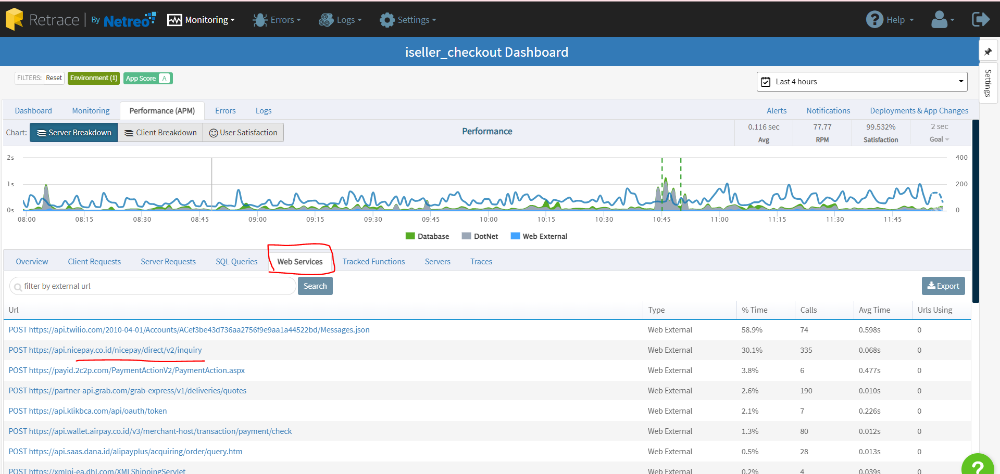 Retrace | By Netreo Monitoring Errors Logs Settings Help
iseller_checkout Dashboard
FILTERS: Reset Environment (1) App Score A Last 4 hours
Settings
Dashboard Monitoring Performance (APM) Errors Logs Alerts Notifications Deployments & App Changes
Chart: Server Breakdown Client Breakdown User Satisfaction Performance
0.116 sec 77.77 99.532% 2 sec
Avg RPM Satisfaction Goal
2s 400
1s 200
0s 0
08:00 08:15 08:30 08:45 09:00 09:15 09:30 09:45 10:00 10:15 10:30 10:45 11:00 11:15 11:30 11:45
Database DotNet Web External
Overview Client Requests Server Requests SQL Queries Web Services Tracked Functions Servers Traces
filter by external url Search Export
Url Type % Time Calls Avg Time Urls Using
POST https://api.twilio.com/2010-04-01/Accounts/ACef3be43d736aa2756f9e9aa1a44522bd/Messages.json Web External 58.9% 74 0.598s 0
POST https://api.nicepay.co.id/nicepay/direct/v2/inquiry Web External 30.1% 335 0.068s 0
POST https://payid.2c2p.com/PaymentActionV2/PaymentAction.aspx Web External 3.8% 6 0.477s 0
POST https://partner-api.grab.com/grab-express/v1/deliveries/quotes Web External 2.6% 190 0.010s 0
POST https://api.klikbca.com/api/oauth/token Web External 2.1% 7 0.226s 0
POST https://api.wallet.airpay.co.id/v3/merchant-host/transaction/payment/check Web External 1.3% 80 0.012s 0
POST https://api.saas.dana.id/alipayplus/acquiring/order/query.htm Web External 0.5% 28 0.013s 0
POST https://xmlpi-ea.dhl.com/XMLShippingServlet Web External 0.2% 4 0.039s 0
?